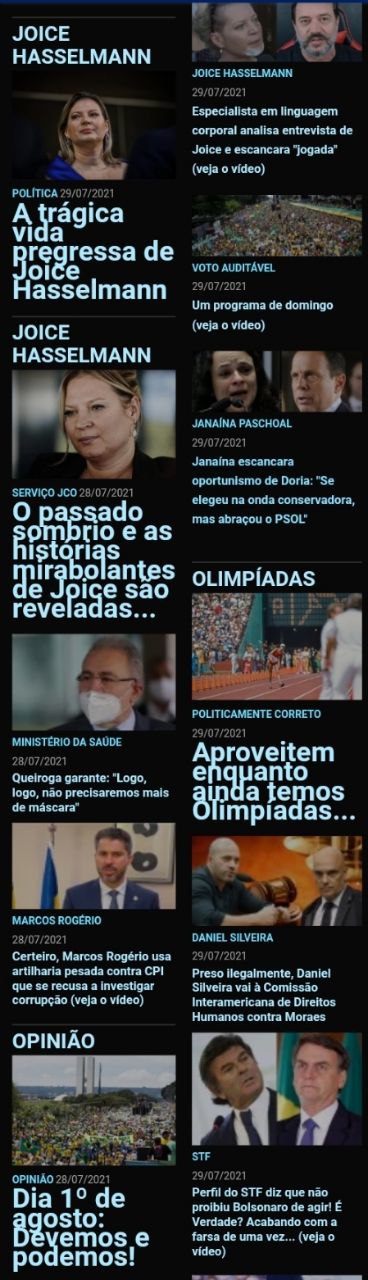 JOICE
HASSELMANN
POLÍTICA 29/07/2021
A trágica
vida
pregressa de
Joice
Hasselmann
JOICE
HASSELMANN
SERVIÇO JCO 28/07/2021
O passado
sombrio e as
histórias
mirabolantes
de Joice são
reveladas...
MINISTÉRIO DA SAÚDE
28/07/2021
Queiroga garante: "Logo,
logo, não precisaremos mais
de máscara"
MARCOS ROGÉRIO
28/07/2021
Certeiro, Marcos Rogério usa
artilharia pesada contra CPI
que se recusa a investigar
corrupção (veja o vídeo)
OPINIÃO
OPINIÃO 28/07/2021
Dia 1º de
agosto:
Devemos e
podemos!
JOICE HASSELMANN
29/07/2021
Especialista em linguagem
corporal analisa entrevista de
Joice e escancara "jogada"
(veja o vídeo)
VOTO AUDITÁVEL
29/07/2021
Um programa de domingo
(veja o vídeo)
JANAÍNA PASCHOAL
29/07/2021
Janaína escancara
oportunismo de Doria: "Se
elegeu na onda conservadora,
mas abraçou o PSOL"
OLIMPÍADAS
POLITICAMENTE CORRETO
29/07/2021
Aproveitem
enquanto
ainda temos
Olimpíadas...
DANIEL SILVEIRA
29/07/2021
Preso ilegalmente, Daniel
Silveira vai à Comissão
Interamericana de Direitos
Humanos contra Moraes
STF
29/07/2021
Perfil do STF diz que não
proibiu Bolsonaro de agir! É
Verdade? Acabando com a
farsa de uma vez... (veja o
vídeo)